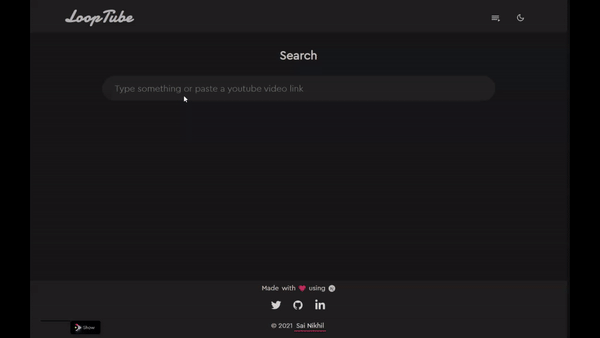 LoopTube
Search
Type something or paste a youtube video link
Made with using
© 2021 Sai Nikhil
Show